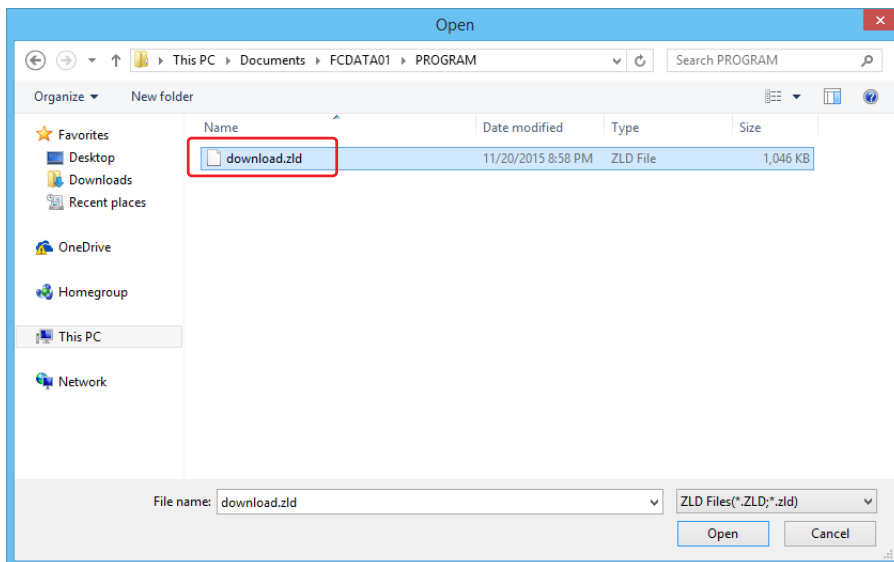 Open
This PC Documents FCDATA01 PROGRAM Search PROGRAM
Organize New folder
Name Date modified Type Size
download.zld 11/20/2015 8:58 PM ZLD File 1,046 KB
Favorites
Desktop
Downloads
Recent places
OneDrive
Homegroup
This PC
Network
File name: download.zld ZLD Files(*.ZLD;*.zld)
Open Cancel